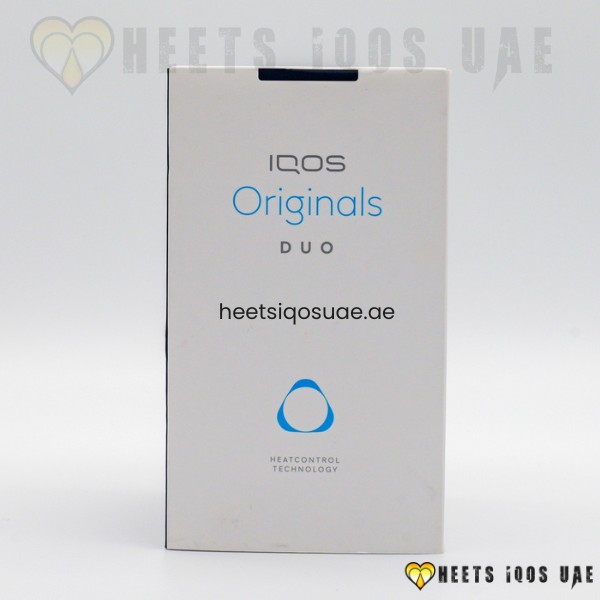 HEETS iQOS UAE
IQOS
Originals
DUO
heetsiqosuae.ae
HEATCONTROL
TECHNOLOGY
HEETS iQOS UAE